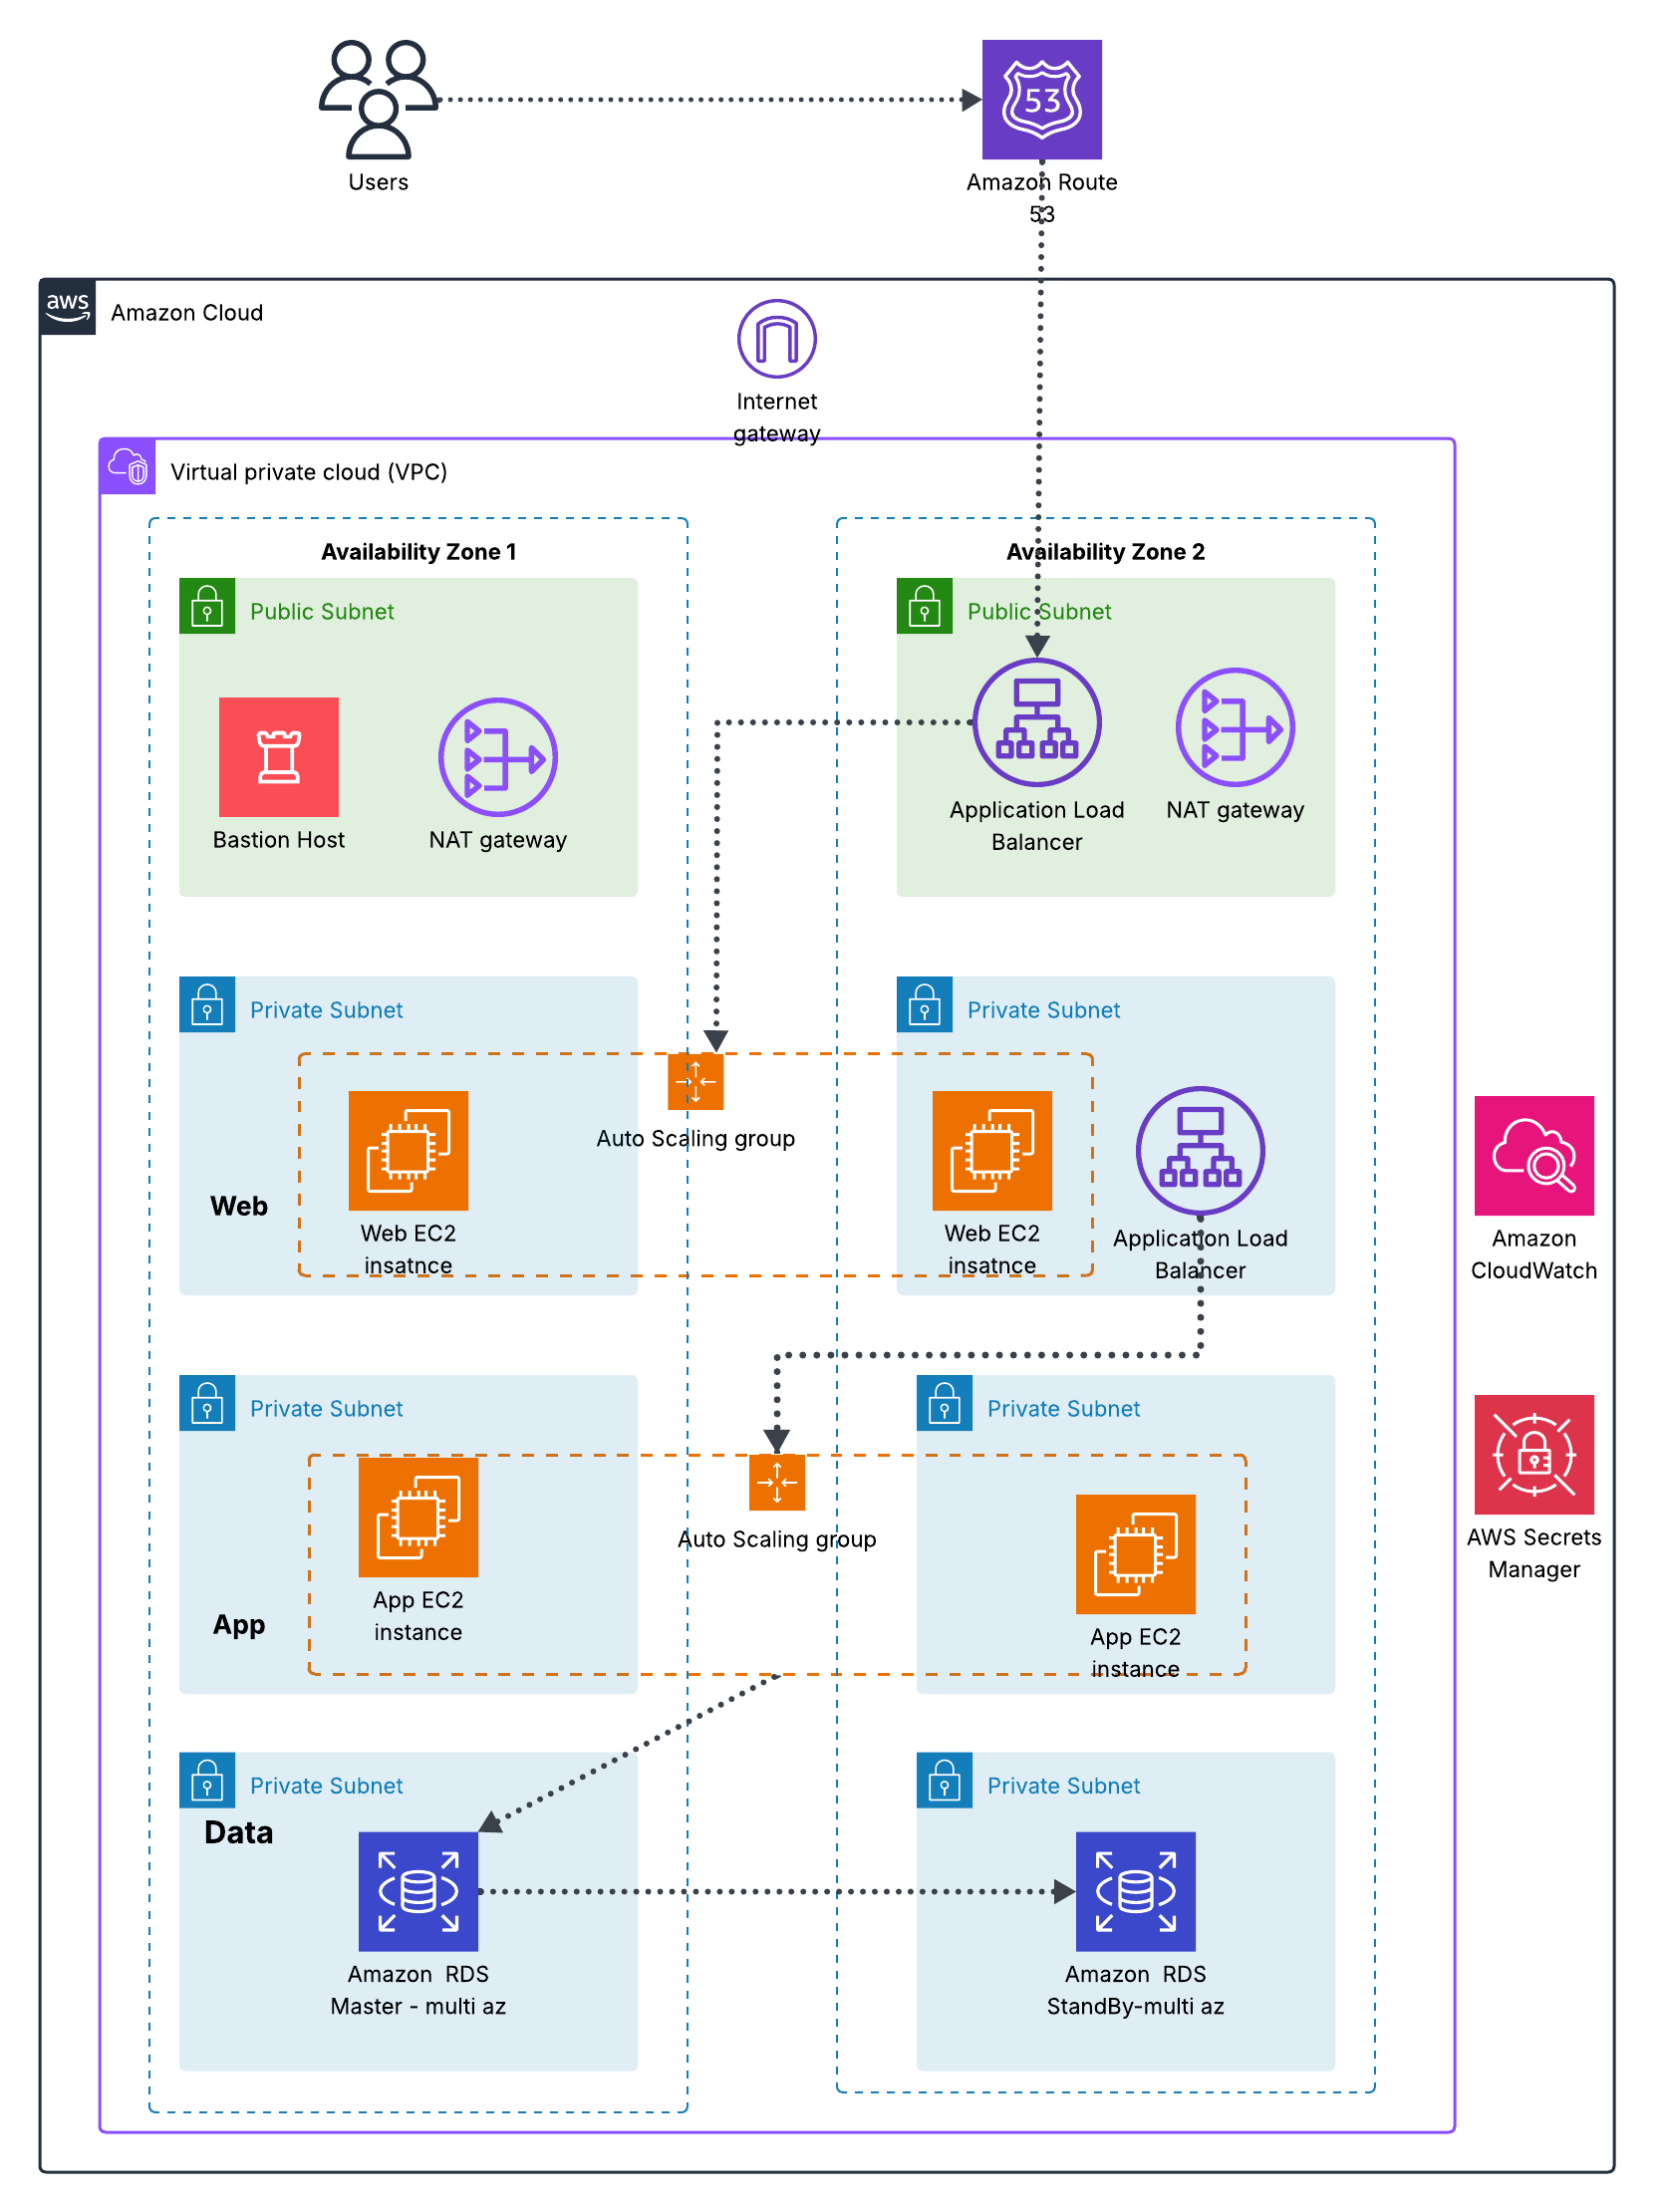 53
Users
Amazon Route
53
aws
Amazon Cloud
Internet
gateway
Virtual private cloud (VPC)
Availability Zone 1
Availability Zone 2
Public Subnet
Public Subnet
Bastion Host
NAT gateway
Application Load
Balancer
NAT gateway
Private Subnet
Private Subnet
Auto Scaling group
Web
Web EC2
insatnce
Web EC2
insatnce
Application Load
Balancer
Amazon
CloudWatch
Private Subnet
Private Subnet
Auto Scaling group
App
App EC2
instance
App EC2
instance
AWS Secrets
Manager
Private Subnet
Private Subnet
Data
Amazon  RDS
Master - multi az
Amazon  RDS
StandBy-multi az